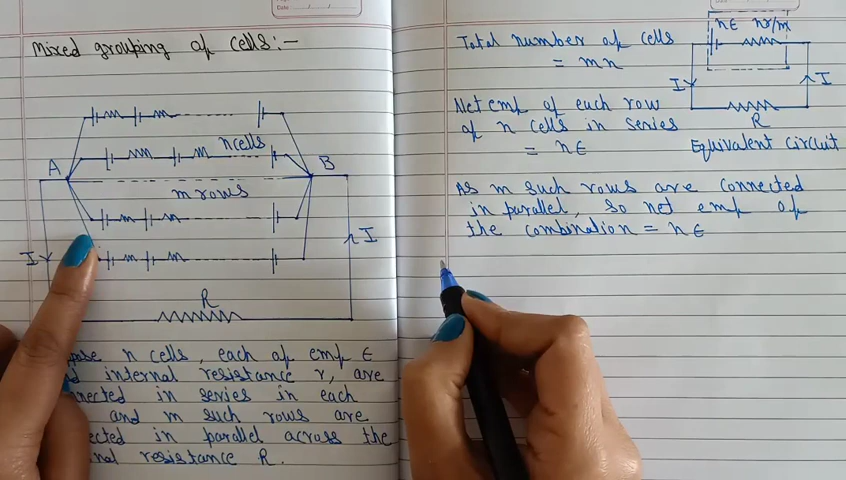 Mixed grouping of cells:-
n cells
A
B
m rows
I
I
R
n cells, each of emf ε
internal resistance r, are
in series in each
and m such rows are
in parallel across the
resistance R.
nε nr/m
Total number of cells
= mn
I
I
R
Net emf of each row
of n cells in series
= nε
Equivalent circuit
As m such rows are connected
in parallel, so net emf of
the combination = nε